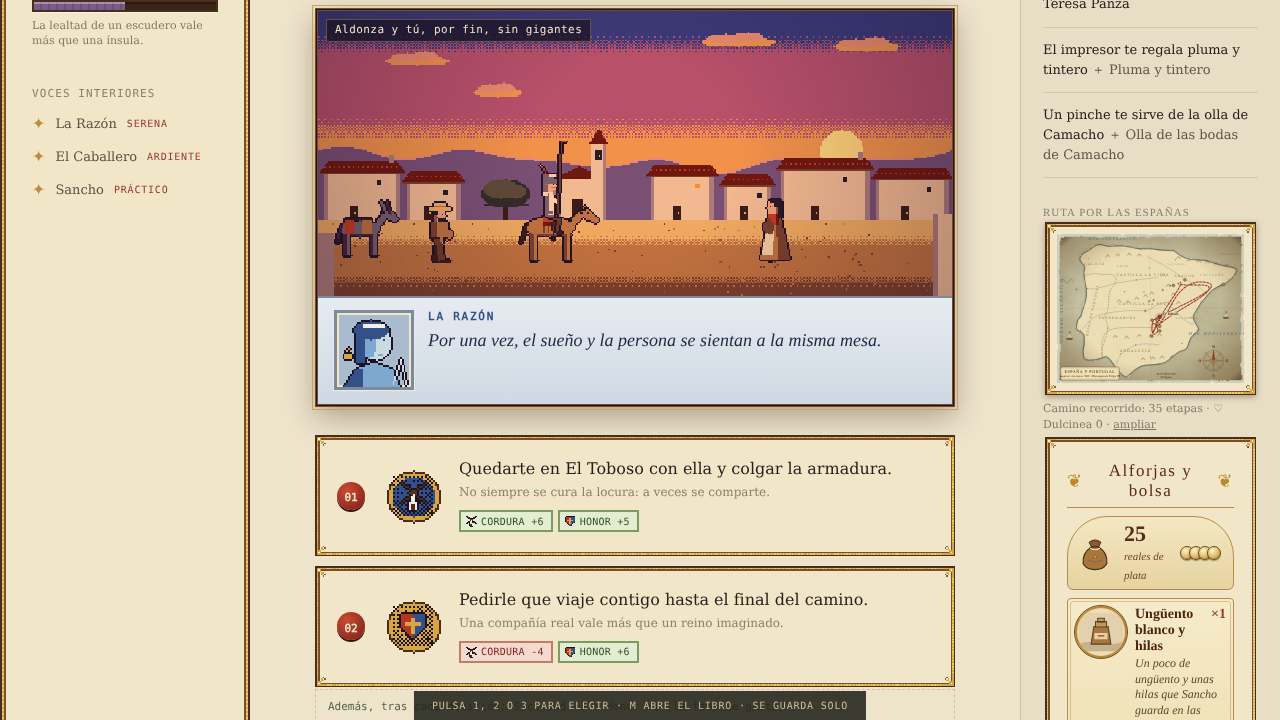 La lealtad de un escudero vale
más que una ínsula.
VOCES INTERIORES
La Razón SERENA
El Caballero ARDIENTE
Sancho PRÁCTICO
Aldonza y tú, por fin, sin gigantes
LA RAZÓN
Por una vez, el sueño y la persona se sientan a la misma mesa.
01
Quedarte en El Toboso con ella y colgar la armadura.
No siempre se cura la locura: a veces se comparte.
CORDURA +6 HONOR +5
02
Pedirle que viaje contigo hasta el final del camino.
Una compañía real vale más que un reino imaginado.
CORDURA -4 HONOR +6
Además, tras
PULSA 1, 2 O 3 PARA ELEGIR · M ABRE EL LIBRO · SE GUARDA SOLO
Teresa Panza
El impresor te regala pluma y
tintero + Pluma y tintero
Un pinche te sirve de la olla de
Camacho + Olla de las bodas
de Camacho
RUTA POR LAS ESPAÑAS
ESPAÑA Y PORTUGAL
Camino recorrido: 35 etapas · ♡
Dulcinea 0 · ampliar
Alforjas y
bolsa
25
reales de
plata
Ungüento ×1
blanco y
hilas
Un poco de
ungüento y unas
hilas que Sancho
guarda en las